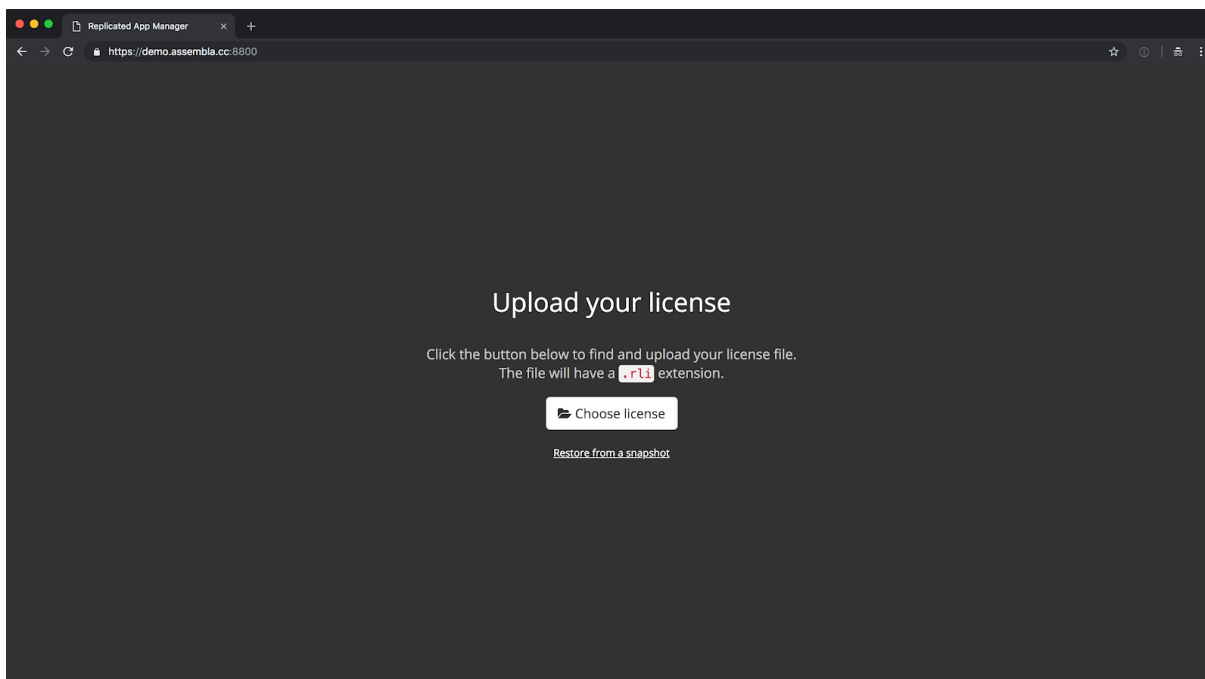 Replicated App Manager
https://demo.assembla.cc:8800
Upload your license
Click the button below to find and upload your license file.
The file will have a .rli extension.
Choose license
Restore from a snapshot